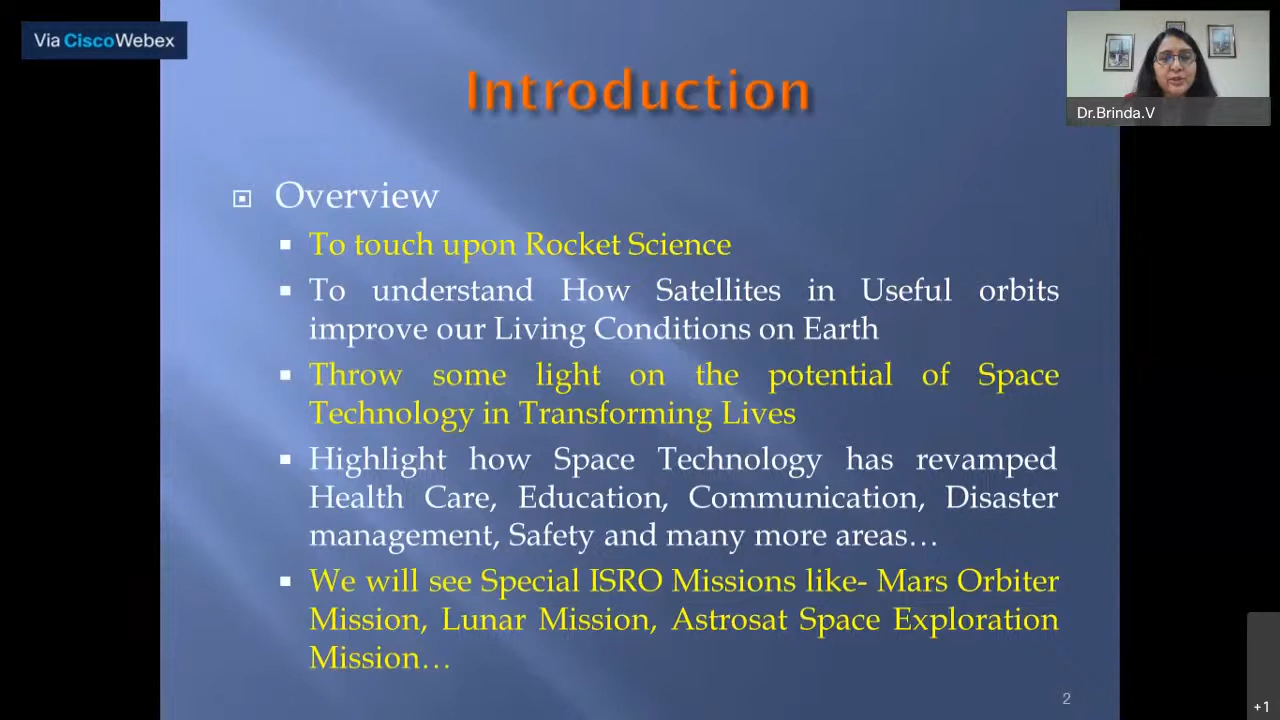 Via CiscoWebex
Introduction
Dr.Brinda.V
Overview
To touch upon Rocket Science
To understand How Satellites in Useful orbits
improve our Living Conditions on Earth
Throw some light on the potential of Space
Technology in Transforming Lives
Highlight how Space Technology has revamped
Health Care, Education, Communication, Disaster
management, Safety and many more areas…
We will see Special ISRO Missions like- Mars Orbiter
Mission, Lunar Mission, Astrosat Space Exploration
Mission…
2
+1